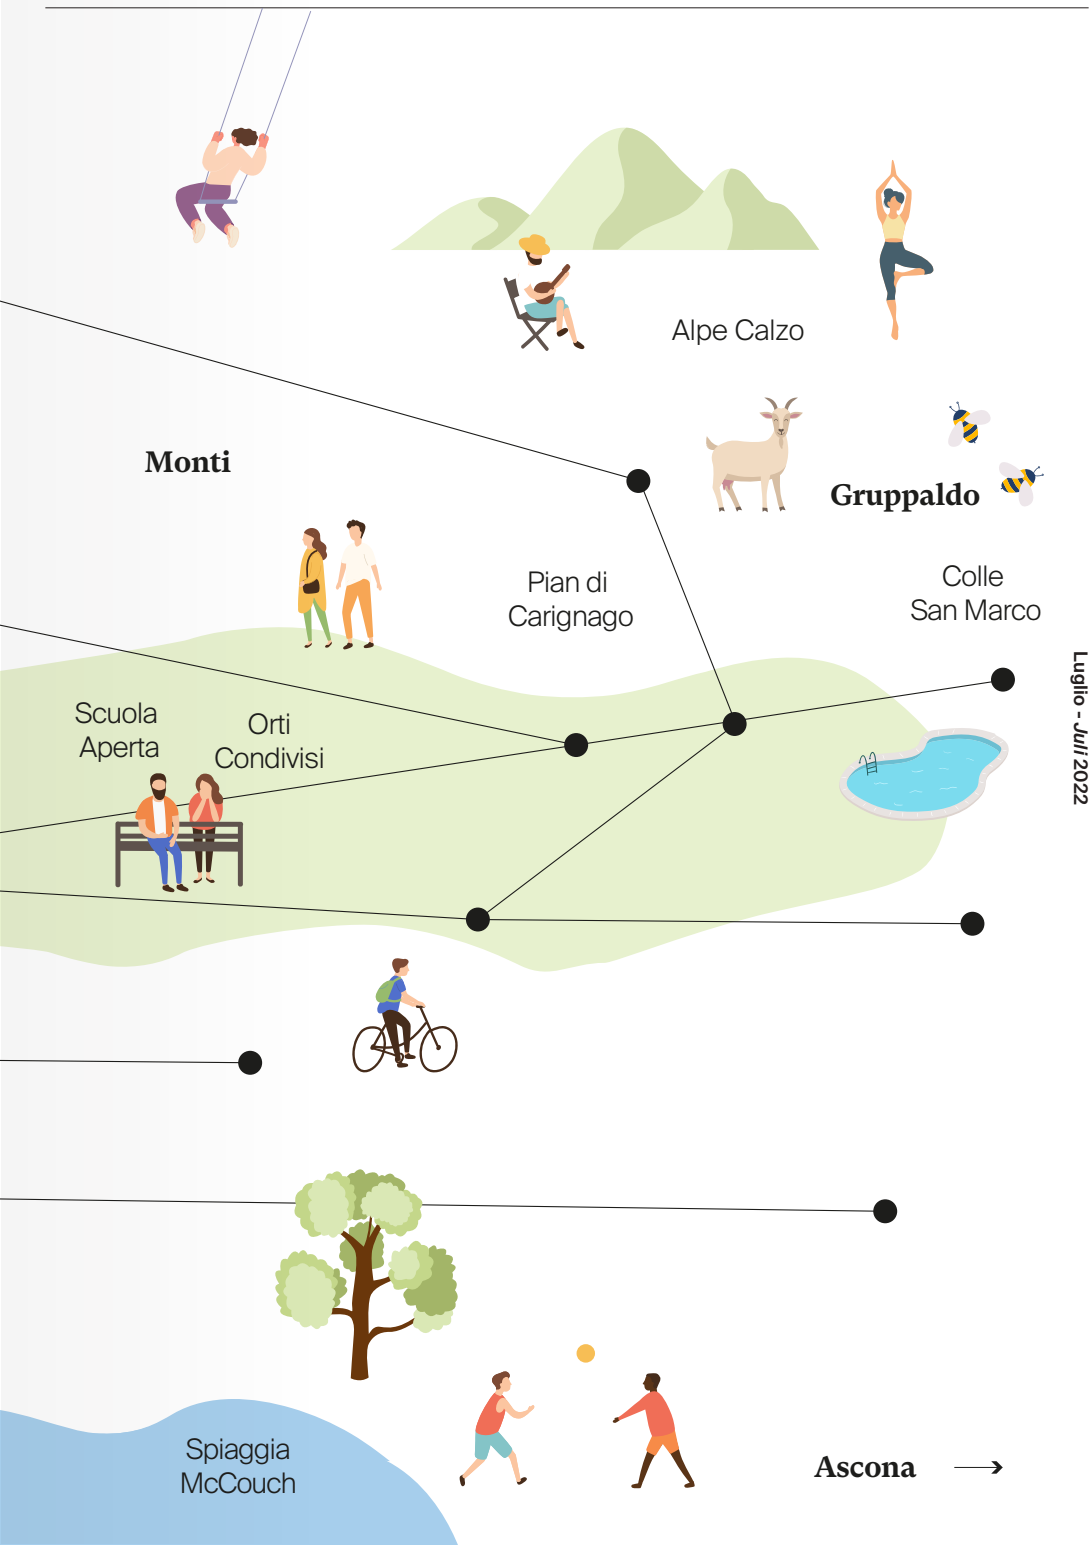 Alpe Calzo
Monti
Gruppaldo
Pian di
Carignago
Colle
San Marco
Luglio - Juli 2022
Scuola
Aperta
Orti
Condivisi
Spiaggia
McCouch
Ascona